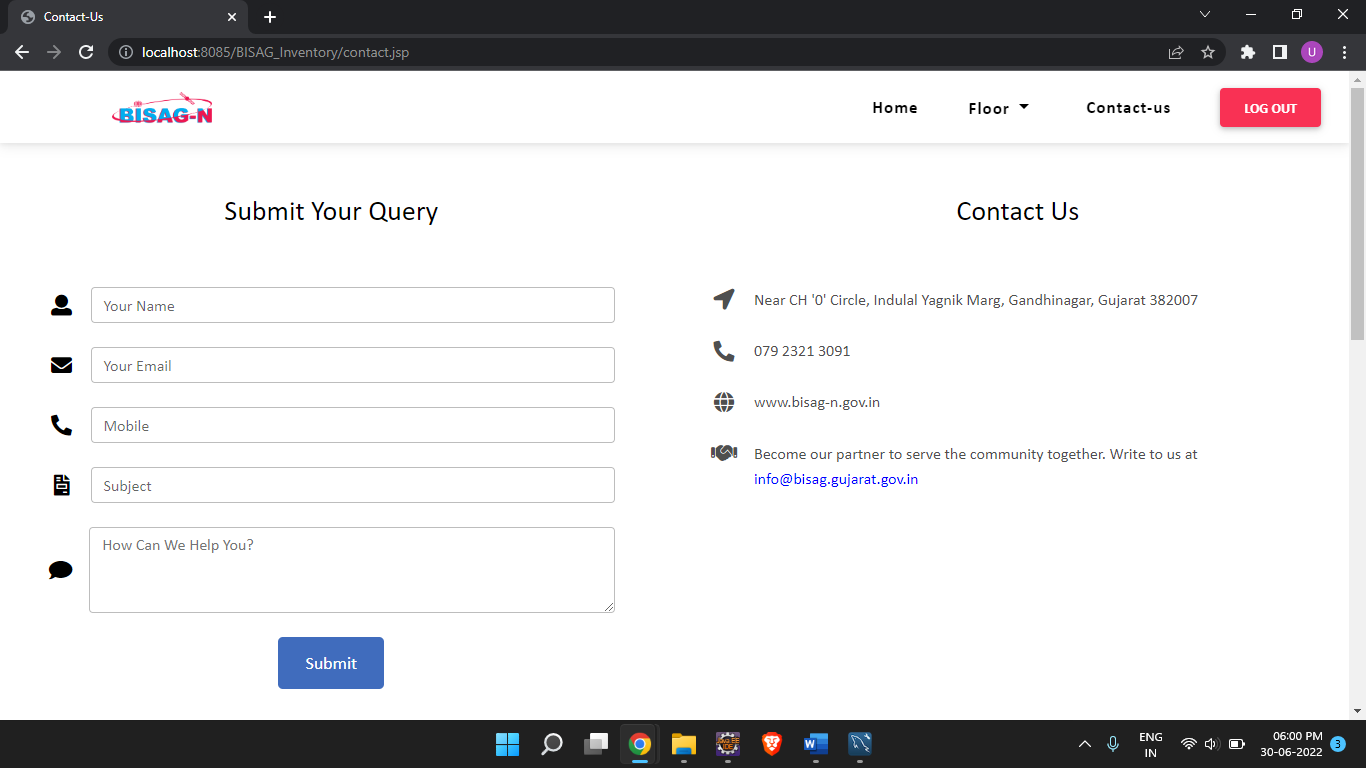 Contact-Us
localhost:8085/BISAG_Inventory/contact.jsp
U
BISAG-N
Home
Floor
Contact-us
LOG OUT
Submit Your Query
Your Name
Your Email
Mobile
Subject
How Can We Help You?
Submit
Contact Us
Near CH '0' Circle, Indulal Yagnik Marg, Gandhinagar, Gujarat 382007
079 2321 3091
www.bisag-n.gov.in
Become our partner to serve the community together. Write to us at
info@bisag.gujarat.gov.in
Java EE
IDE
W
ENG
IN
06:00 PM
30-06-2022
3